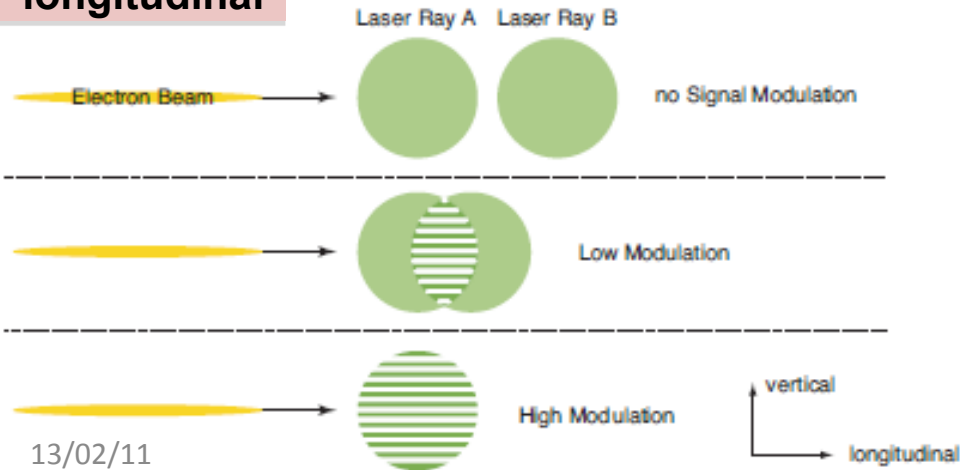 longitudinal
Laser Ray A Laser Ray B
Electron Beam
no Signal Modulation
Low Modulation
High Modulation
vertical
longitudinal
13/02/11